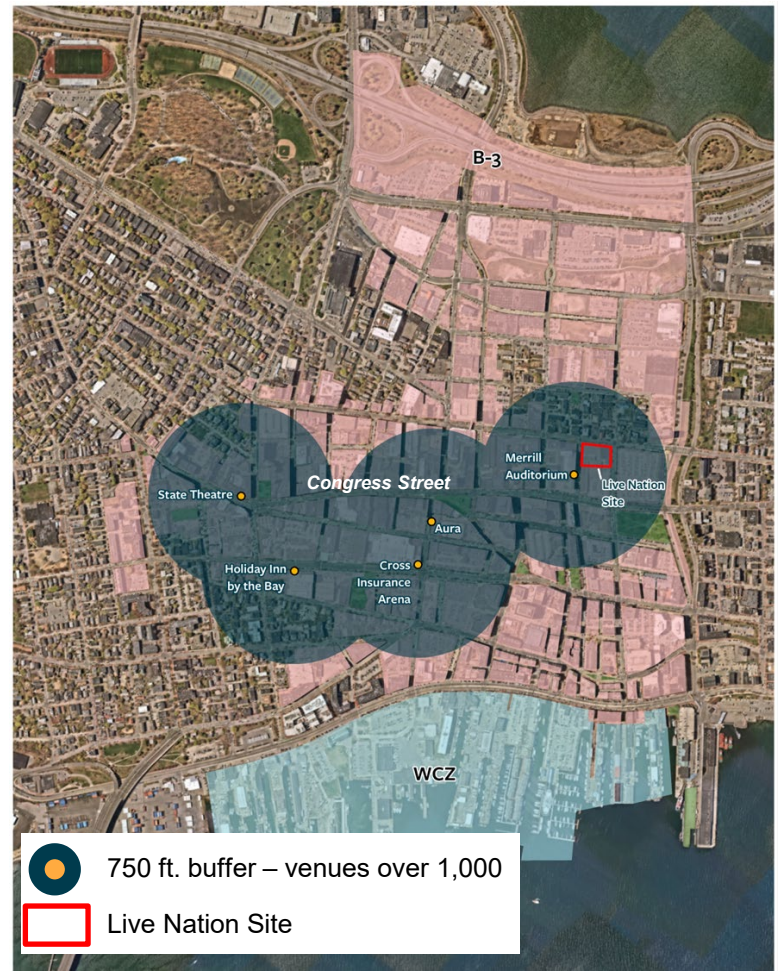 B-3
Merrill
Auditorium
Live Nation
Site
Congress Street
State Theatre
Aura
Holiday Inn
by the Bay
Cross
Insurance
Arena
WCZ
750 ft. buffer – venues over 1,000
Live Nation Site